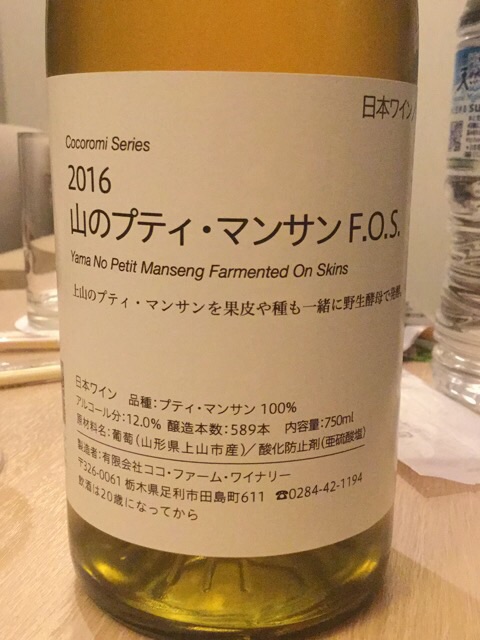 日本ワイン
Cocoromi Series
2016
山のプティ・マンサン F.O.S.
Yama No Petit Manseng Farmented On Skins
上山のプティ・マンサンを果皮や種も一緒に野生酵母で発酵
日本ワイン 品種:プティ・マンサン 100%
アルコール分:12.0% 醸造本数:589本 内容量:750ml
原材料名:葡萄(山形県上山市産)/酸化防止剤(亜硫酸塩)
製造者:有限会社ココ・ファーム・ワイナリー
〒326-0061 栃木県足利市田島町611 ☎0284-42-1194
飲酒は20歳になってから